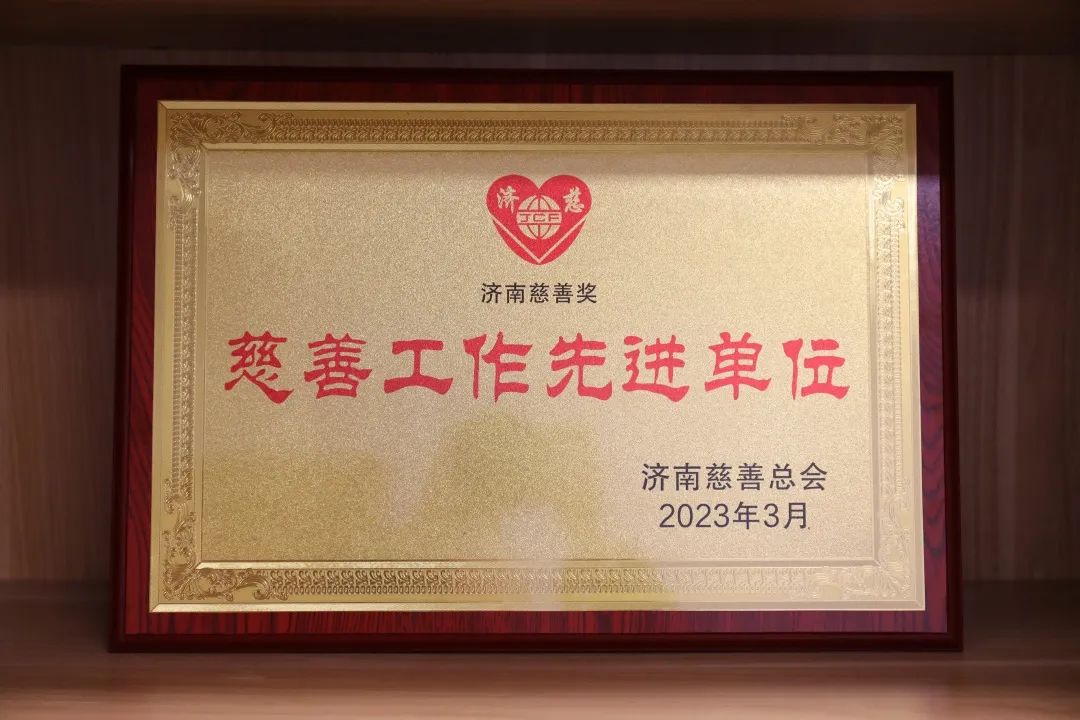 济 慈
JCF
济南慈善奖
慈善工作先进单位
济南慈善总会
2023年3月